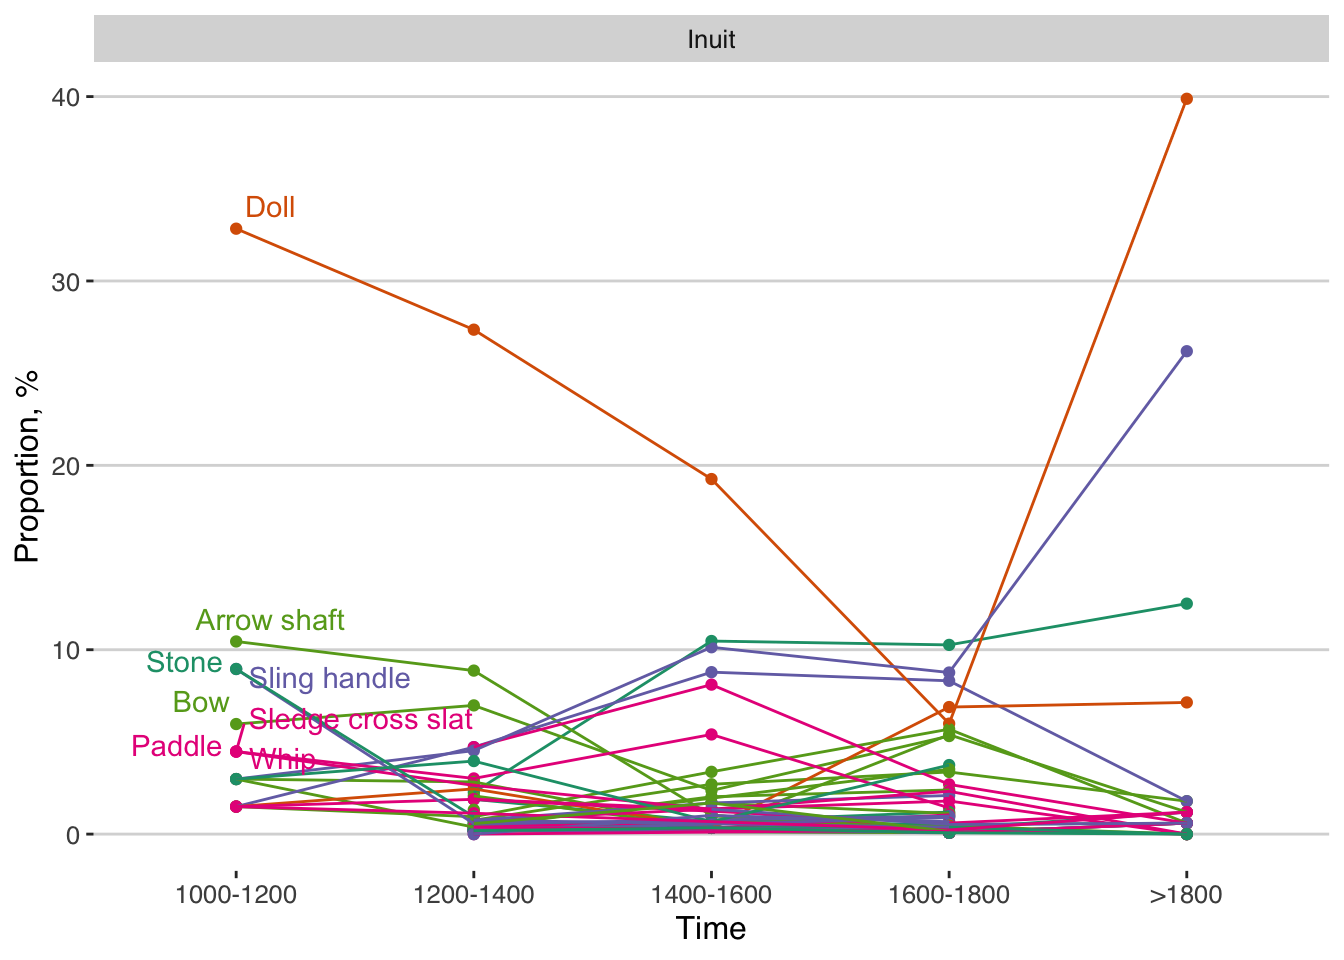 Inuit
40
Doll
30
Proportion, %
20
Arrow shaft
10
Stone
Sling handle
Bow
Sledge cross slat
Paddle
Whip
0
1000-1200 1200-1400 1400-1600 1600-1800 >1800
Time